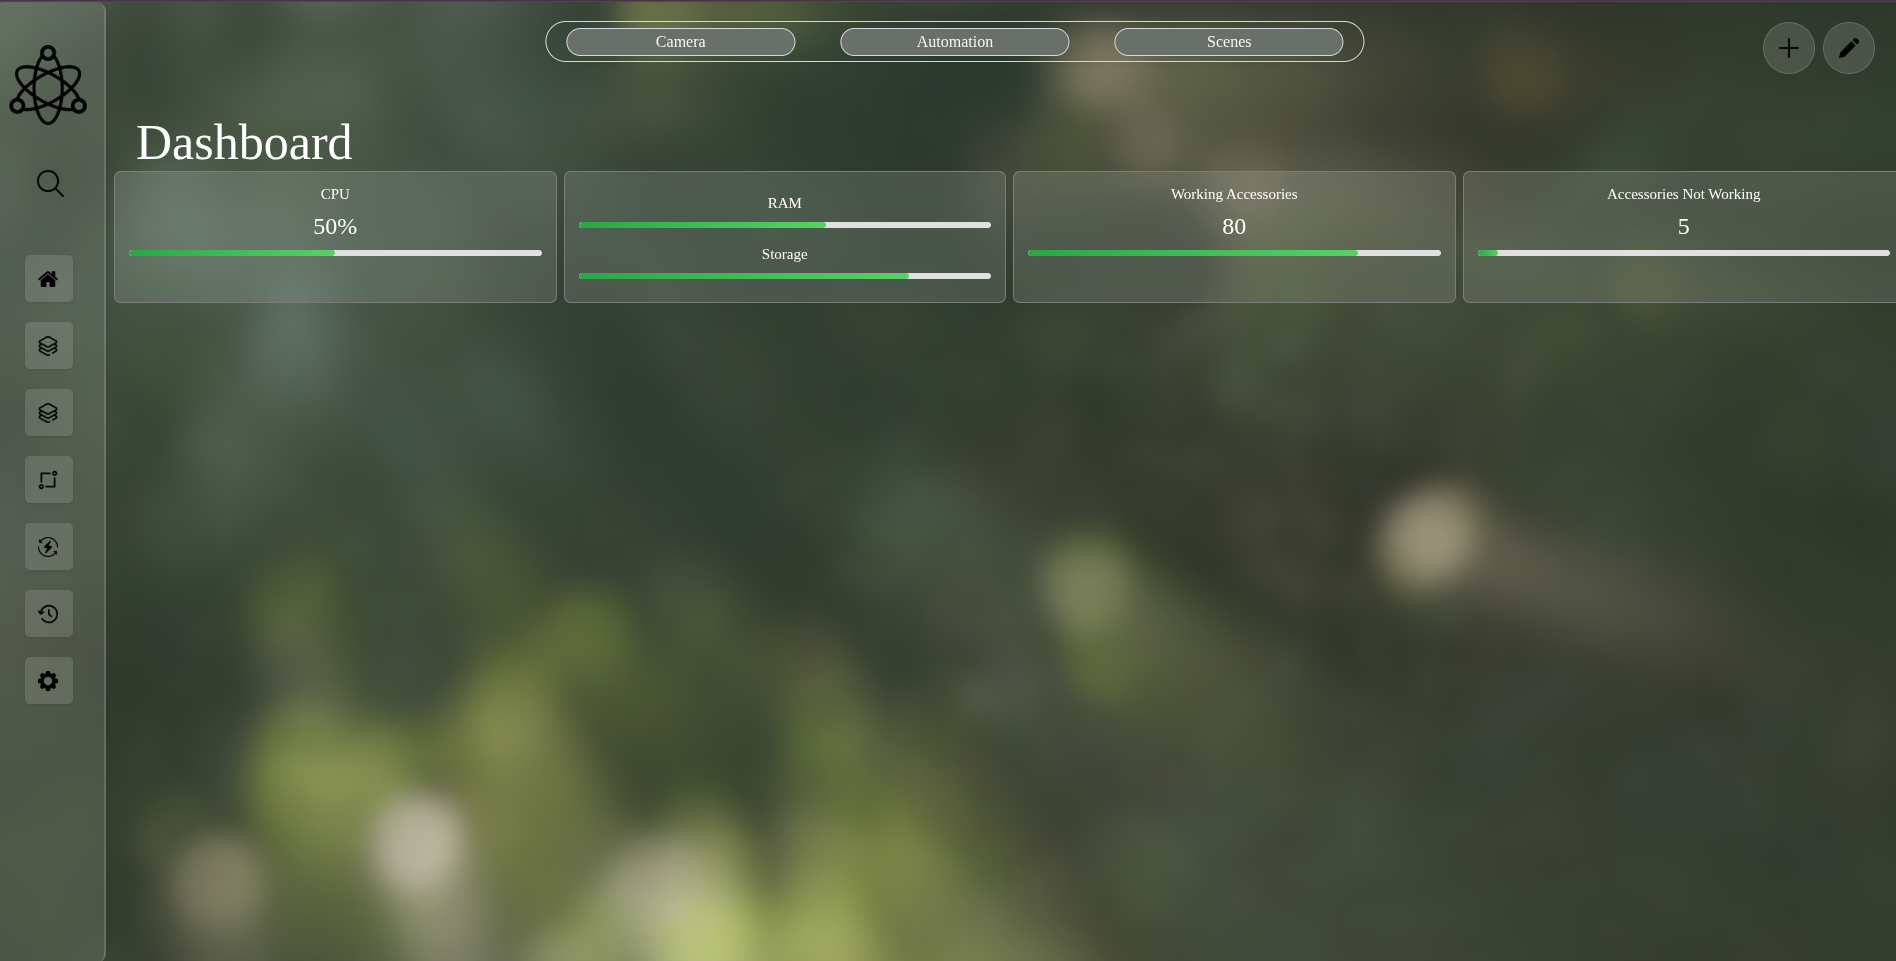 Camera
Automation
Scenes
Dashboard
CPU
50%
RAM
Storage
Working Accessories
80
Accessories Not Working
5